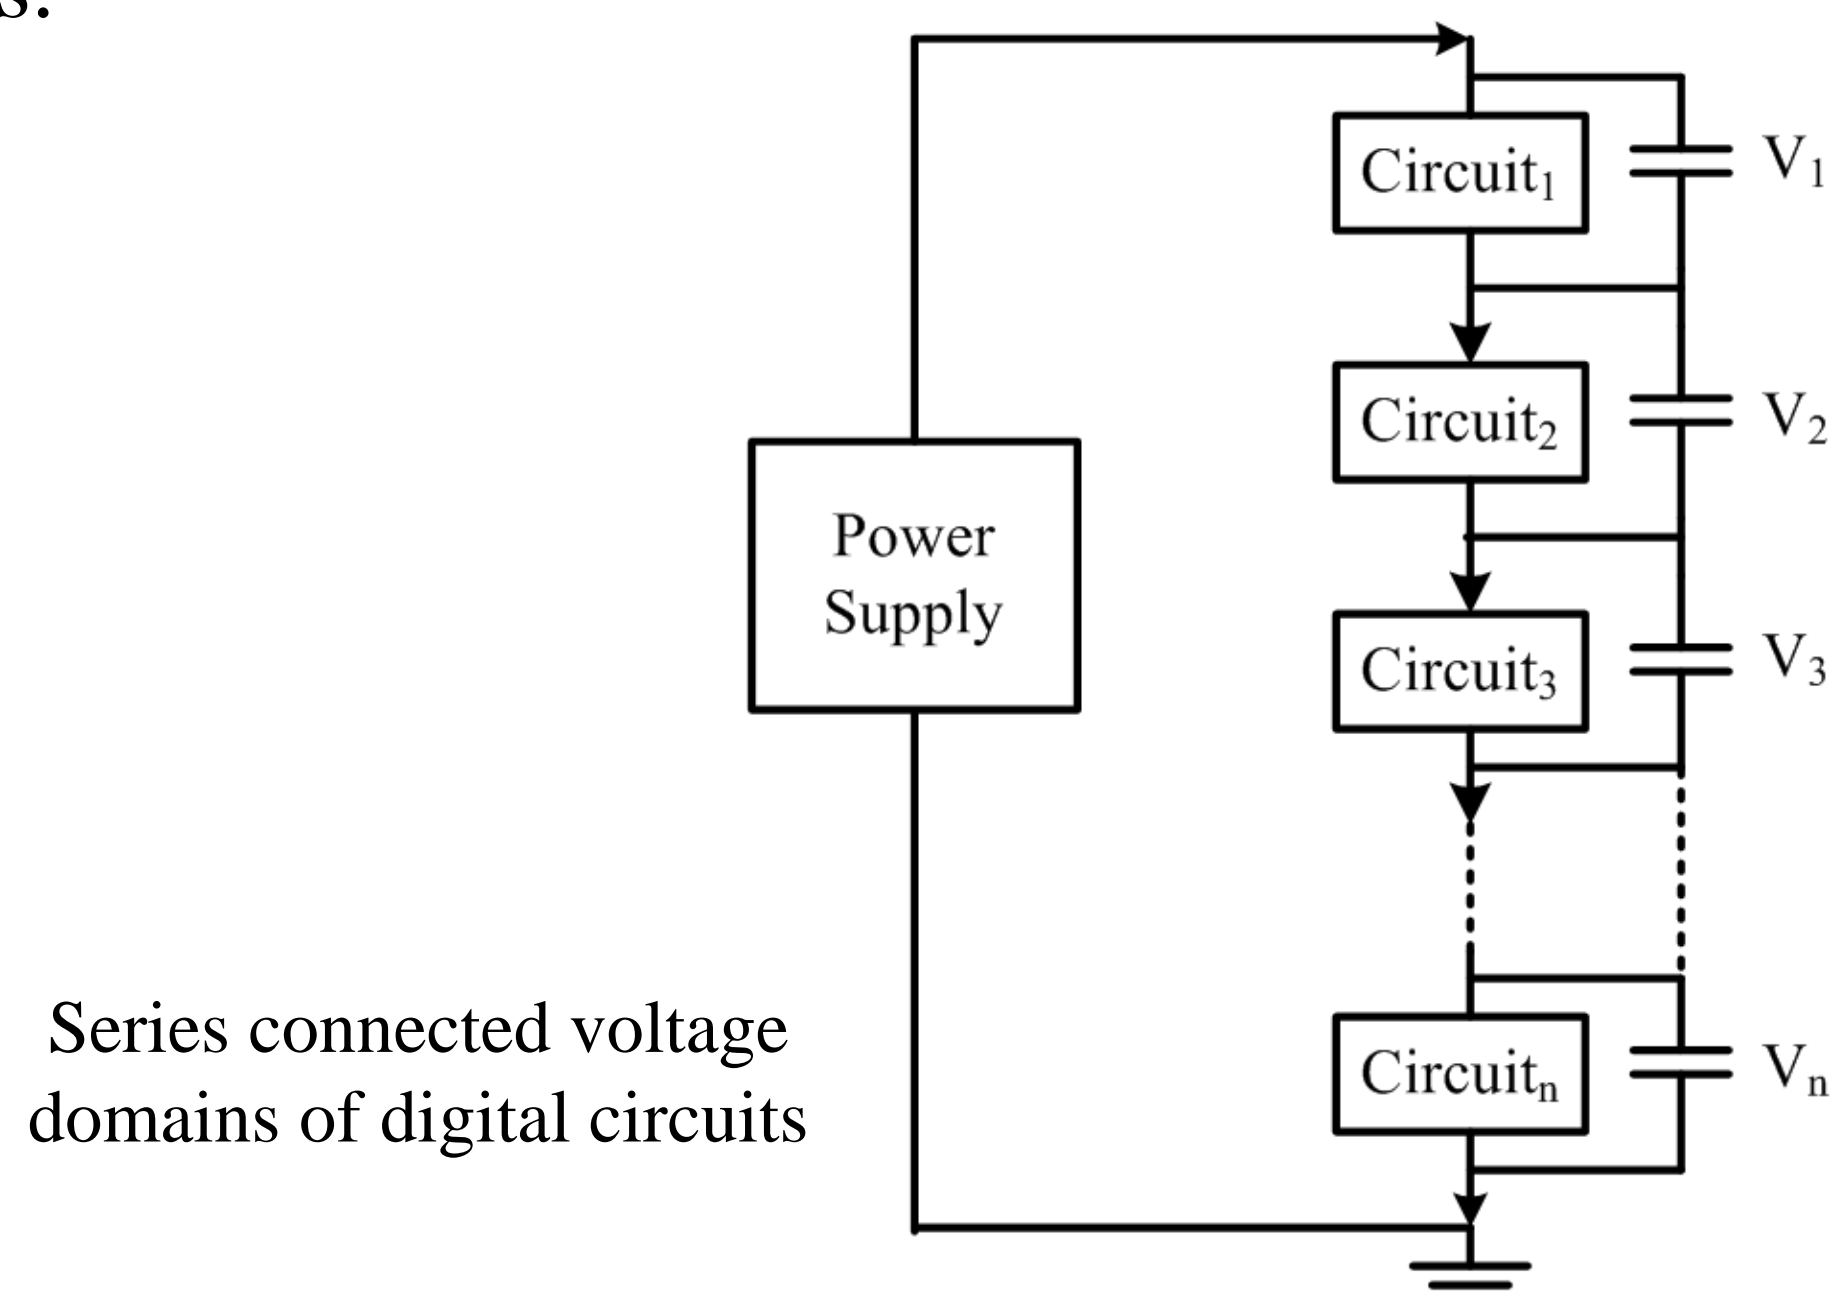 s.
Circuit₁
V₁
Circuit₂
V₂
Power
Supply
Circuit₃
V₃
Series connected voltage
domains of digital circuits
Circuitₙ
Vₙ